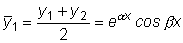 ȳ₁ = (y₁ + y₂)/2 = e^{αx} cos βx